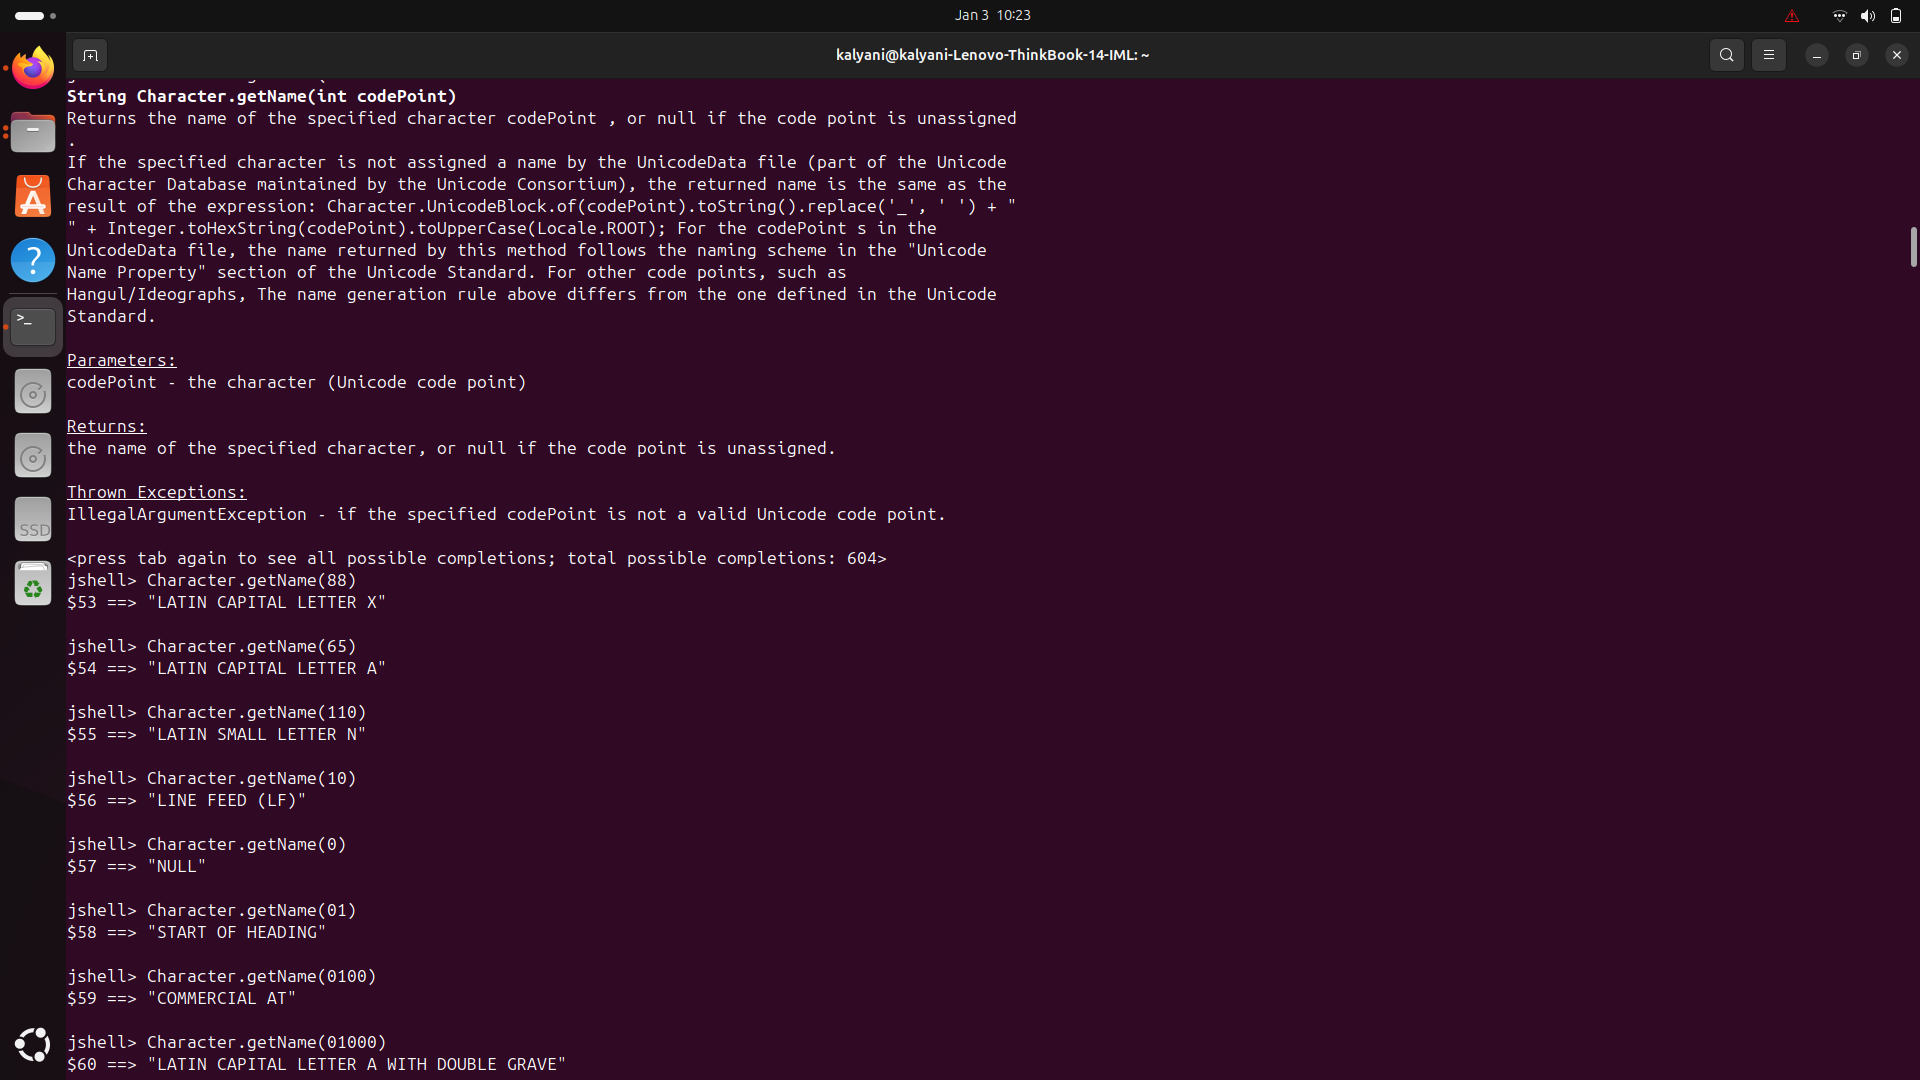 Jan 3 10:23
kalyani@kalyani-Lenovo-ThinkBook-14-IML: ~
String Character.getName(int codePoint)
Returns the name of the specified character codePoint , or null if the code point is unassigned
.
If the specified character is not assigned a name by the UnicodeData file (part of the Unicode
Character Database maintained by the Unicode Consortium), the returned name is the same as the
result of the expression: Character.UnicodeBlock.of(codePoint).toString().replace('_', ' ') + "
" + Integer.toHexString(codePoint).toUpperCase(Locale.ROOT); For the codePoint s in the
UnicodeData file, the name returned by this method follows the naming scheme in the "Unicode
Name Property" section of the Unicode Standard. For other code points, such as
Hangul/Ideographs, The name generation rule above differs from the one defined in the Unicode
Standard.
Parameters:
codePoint - the character (Unicode code point)
Returns:
the name of the specified character, or null if the code point is unassigned.
Thrown Exceptions:
IllegalArgumentException - if the specified codePoint is not a valid Unicode code point.
<press tab again to see all possible completions; total possible completions: 604>
jshell> Character.getName(88)
$53 ==> "LATIN CAPITAL LETTER X"
jshell> Character.getName(65)
$54 ==> "LATIN CAPITAL LETTER A"
jshell> Character.getName(110)
$55 ==> "LATIN SMALL LETTER N"
jshell> Character.getName(10)
$56 ==> "LINE FEED (LF)"
jshell> Character.getName(0)
$57 ==> "NULL"
jshell> Character.getName(01)
$58 ==> "START OF HEADING"
jshell> Character.getName(0100)
$59 ==> "COMMERCIAL AT"
jshell> Character.getName(01000)
$60 ==> "LATIN CAPITAL LETTER A WITH DOUBLE GRAVE"
>_
SSD